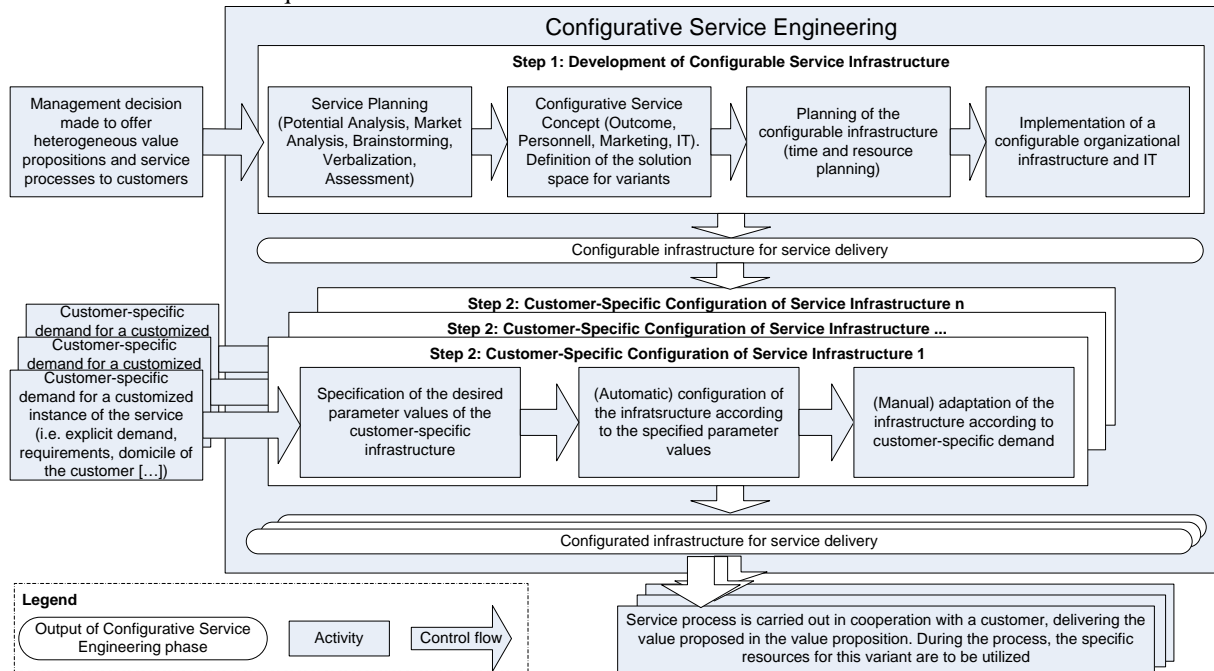 Configurative Service Engineering
Step 1: Development of Configurable Service Infrastructure
Management decision
made to offer
heterogeneous value
propositions and service
processes to customers
Service Planning
(Potential Analysis, Market
Analysis, Brainstorming,
Verbalization,
Assessment)
Configurative Service
Concept (Outcome,
Personnell, Marketing, IT).
Definition of the solution
space for variants
Planning of the
configurable infrastructure
(time and resource
planning)
Implementation of a
configurable organizational
infrastructure and IT
Configurable infrastructure for service delivery
Step 2: Customer-Specific Configuration of Service Infrastructure n
Step 2: Customer-Specific Configuration of Service Infrastructure ...
Step 2: Customer-Specific Configuration of Service Infrastructure 1
Customer-specific
demand for a customized
Customer-specific
demand for a customized
Customer-specific
demand for a customized
instance of the service
(i.e. explicit demand,
requirements, domicile of
the customer […])
Specification of the desired
parameter values of the
customer-specific
infrastructure
(Automatic) configuration
of the infratsructure according
to the specified parameter
values
(Manual) adaptation of the
infrastructure according to
customer-specific demand
Configurated infrastructure for service delivery
Service process is carried out in cooperation with a customer, delivering the
value proposed in the value proposition. During the process, the specific
resources for this variant are to be utilized
Legend
Output of Configurative Service
Engineering phase
Activity
Control flow